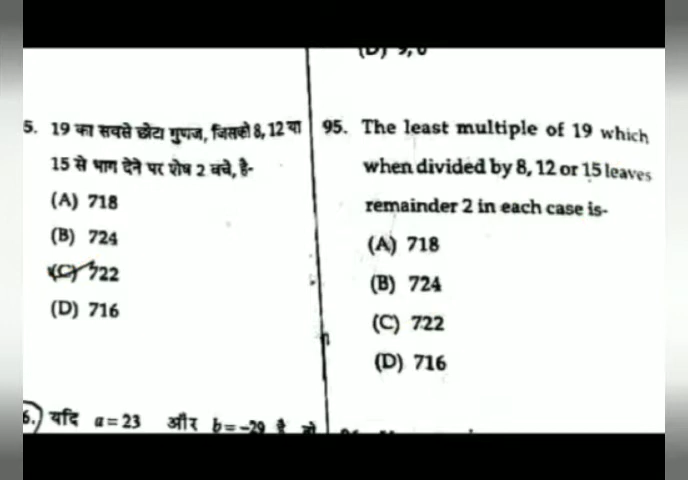 5. 19 का सबसे छोटा गुणज, जिसको 8, 12 या
15 से भाग देने पर शेष 2 बचे, है-
(A) 718
(B) 724
(C) 722
(D) 716
95. The least multiple of 19 which
when divided by 8, 12 or 15 leaves
remainder 2 in each case is-
(A) 718
(B) 724
(C) 722
(D) 716
6. यदि a = 23 और b = -29 है तो